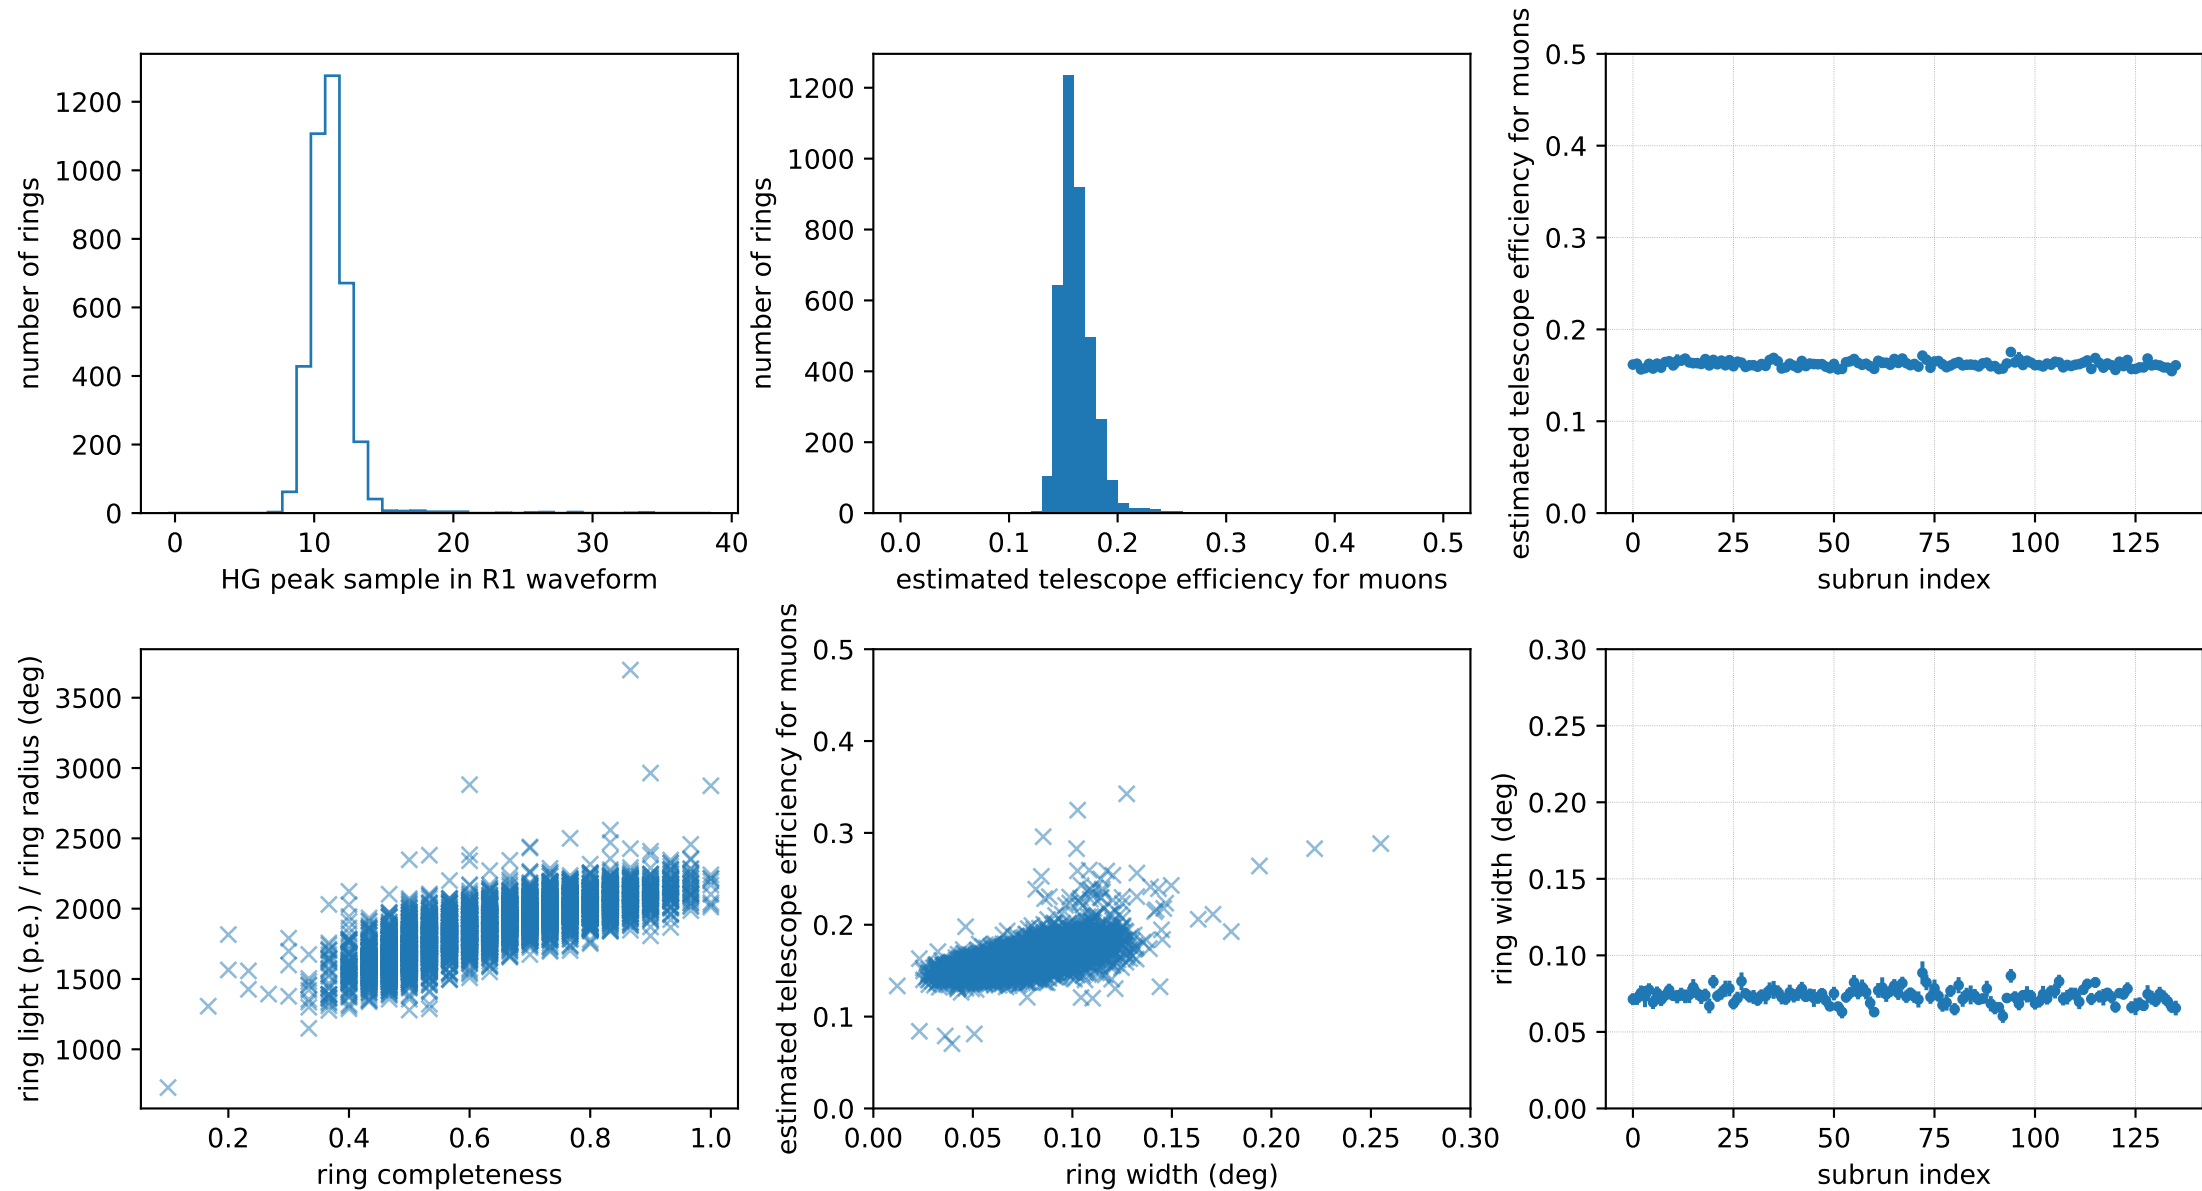 number of rings
1200
1000
800
600
400
200
0
0 10 20 30 40
HG peak sample in R1 waveform
number of rings
1200
1000
800
600
400
200
0
0.0 0.1 0.2 0.3 0.4 0.5
estimated telescope efficiency for muons
estimated telescope efficiency for muons
0.5
0.4
0.3
0.2
0.1
0.0
0 25 50 75 100 125
subrun index
ring light (p.e.) / ring radius (deg)
3500
3000
2500
2000
1500
1000
0.2 0.4 0.6 0.8 1.0
ring completeness
estimated telescope efficiency for muons
0.5
0.4
0.3
0.2
0.1
0.0
0.00 0.05 0.10 0.15 0.20 0.25 0.30
ring width (deg)
ring width (deg)
0.30
0.25
0.20
0.15
0.10
0.05
0.00
0 25 50 75 100 125
subrun index